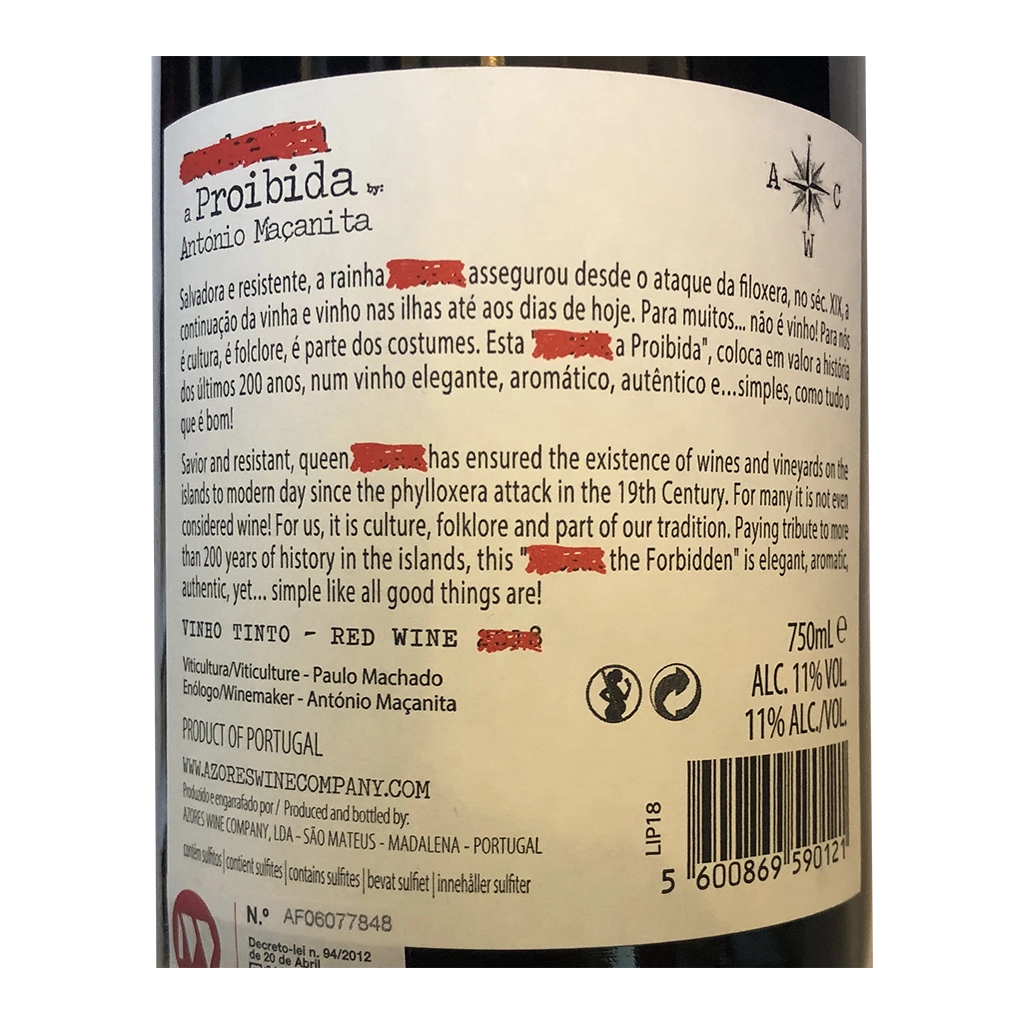 a Proibida by:
António Maçanita
A C
W
Salvadora e resistente, a rainha assegurou desde o ataque da filoxera, no séc. XIX, a
continuação da vinha e vinho nas ilhas até aos dias de hoje. Para muitos... não é vinho! Para nós
é cultura, é folclore, é parte dos costumes. Esta " a Proibida", coloca em valor a história
dos últimos 200 anos, num vinho elegante, aromático, autêntico e...simples, como tudo o
que é bom!
Savior and resistant, queen has ensured the existence of wines and vineyards on the
islands to modern day since the phylloxera attack in the 19th Century. For many it is not even
considered wine! For us, it is culture, folklore and part of our tradition. Paying tribute to more
than 200 years of history in the islands, this " the Forbidden" is elegant, aromatic,
authentic, yet... simple like all good things are!
VINHO TINTO - RED WINE
750mL e
Viticultura/Viticulture - Paulo Machado
Enólogo/Winemaker - António Maçanita
ALC. 11% VOL.
11% ALC./VOL.
PRODUCT OF PORTUGAL
WWW.AZORESWINECOMPANY.COM
Produzido e engarrafado por / Produced and bottled by:
AZORES WINE COMPANY, LDA - SÃO MATEUS - MADALENA - PORTUGAL
contém sulfitos | contient sulfites | contains sulfites | bevat sulfiet | innehåller sulfiter
LIP18
5 600869 590121
N.º AF06077848
Decreto-lei n. 94/2012
de 20 de Abril